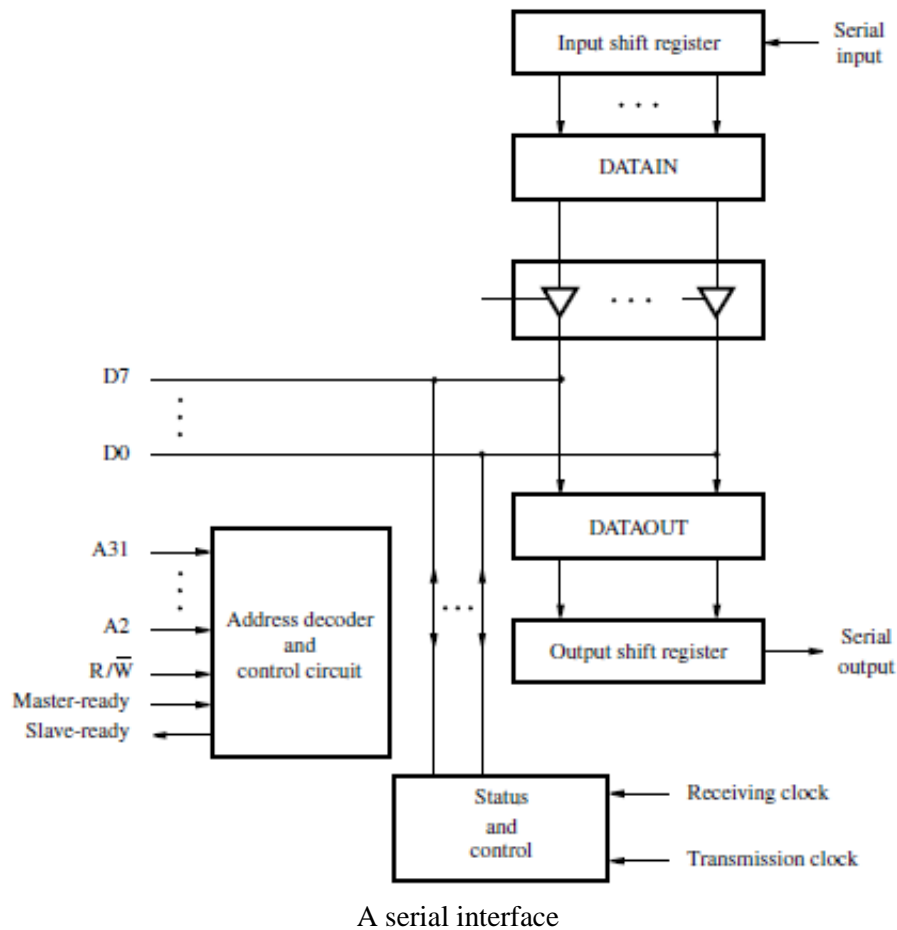 Input shift register
Serial
input
DATAIN
D7
D0
DATAOUT
A31
A2
R/W̅
Master-ready
Slave-ready
Address decoder
and
control circuit
Output shift register
Serial
output
Status
and
control
Receiving clock
Transmission clock
A serial interface